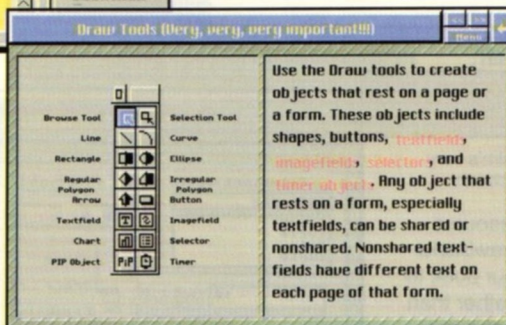 Draw Tools (Very, very, very important!!!)
Menu
Browse Tool
Selection Tool
Line
Curve
Rectangle
Ellipse
Regular Polygon
Irregular Polygon
Arrow
Button
Textfield
Imagefield
Chart
Selector
PIP Object
PiP
Timer
Use the Draw tools to create
objects that rest on a page or
a form. These objects include
shapes, buttons, textfields,
imagefields, selectors, and
timer objects. Any object that
rests on a form, especially
textfields, can be shared or
nonshared. Nonshared text-
fields have different text on
each page of that form.